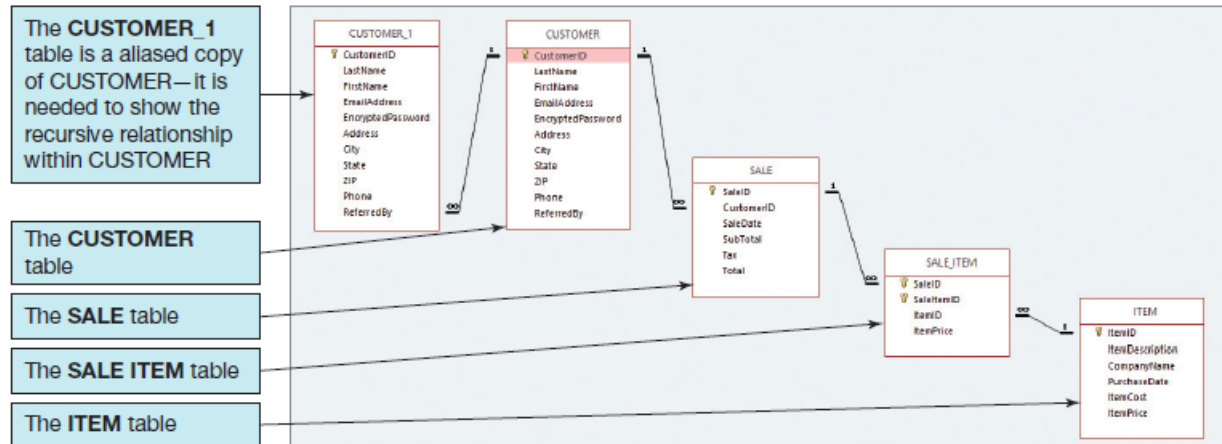 The CUSTOMER_1
table is a aliased copy
of CUSTOMER—it is
needed to show the
recursive relationship
within CUSTOMER
The CUSTOMER
table
The SALE table
The SALE ITEM table
The ITEM table
CUSTOMER_1
CustomerID
LastName
FirstName
EmailAddress
EncryptedPassword
Address
City
State
ZIP
Phone
ReferredBy
∞
1
CUSTOMER
CustomerID
LastName
FirstName
EmailAddress
EncryptedPassword
Address
City
State
ZIP
Phone
ReferredBy
1
∞
SALE
SaleID
CustomerID
SaleDate
SubTotal
Tax
Total
1
∞
SALE_ITEM
SaleID
SaleItemID
ItemID
ItemPrice
∞
1
ITEM
ItemID
ItemDescription
CompanyName
PurchaseDate
ItemCost
ItemPrice